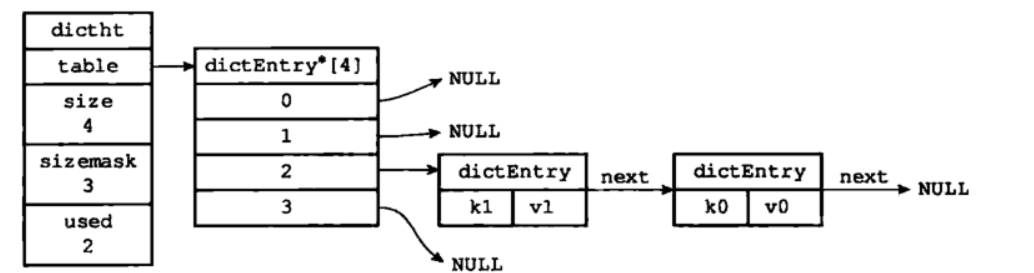 dictht
table
size
4
sizemask
3
used
2
dictEntry*[4]
0
1
2
3
NULL
NULL
dictEntry
k1 v1
next
dictEntry
k0 v0
next
NULL
NULL